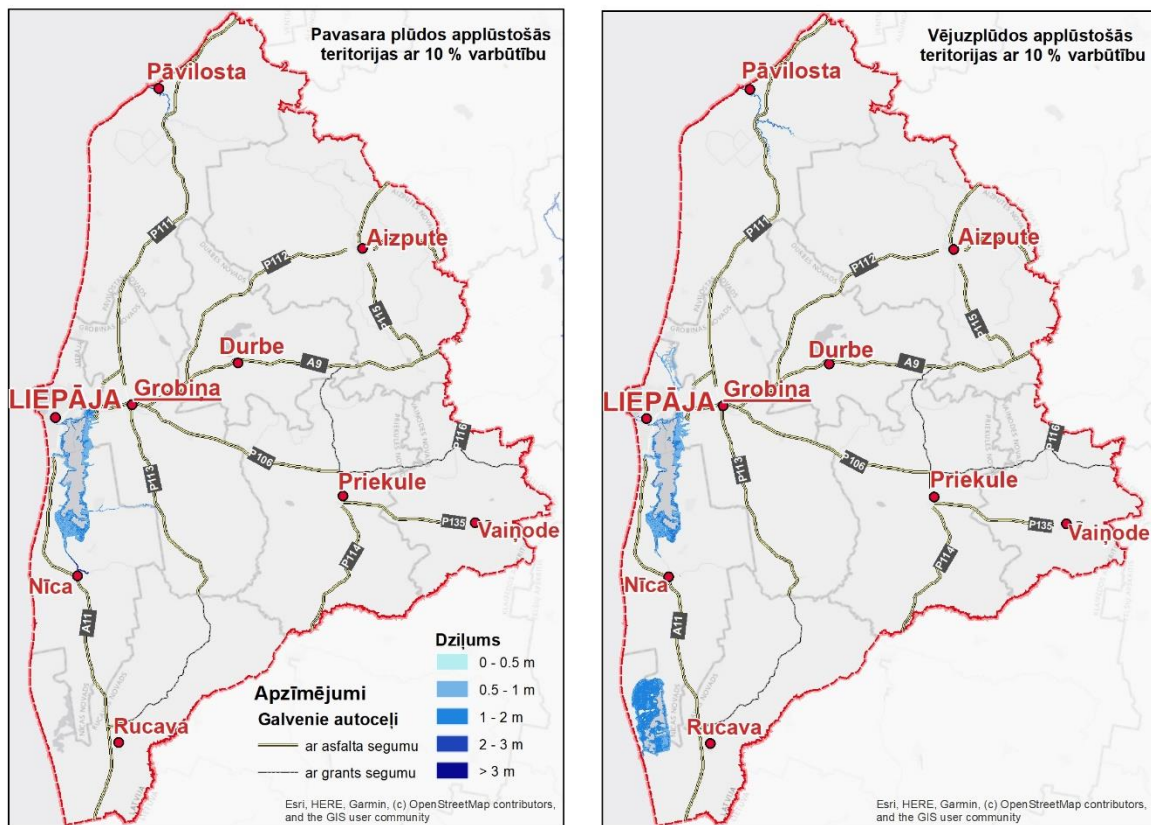 Pavasara plūdos applūstošās
teritorijas ar 10 % varbūtību
Pāvilosta
P111
Aizpute
P112
P115
Durbe
A9
LIEPĀJA
Grobiņa
P116
P106
P113
Priekule
P135
Vaiņode
P114
Nīca
A11
Rucava
Dziļums
0 - 0.5 m
0.5 - 1 m
1 - 2 m
2 - 3 m
> 3 m
Apzīmējumi
Galvenie autoceļi
ar asfalta segumu
ar grants segumu
Esri, HERE, Garmin, (c) OpenStreetMap contributors,
and the GIS user community
Vējuzplūdos applūstošās
teritorijas ar 10 % varbūtību
Pāvilosta
P111
Aizpute
P112
P115
Durbe
A9
LIEPĀJA
Grobiņa
P116
P106
P113
Priekule
P135
Vaiņode
P114
Nīca
A11
Rucava
Esri, HERE, Garmin, (c) OpenStreetMap contributors,
and the GIS user community